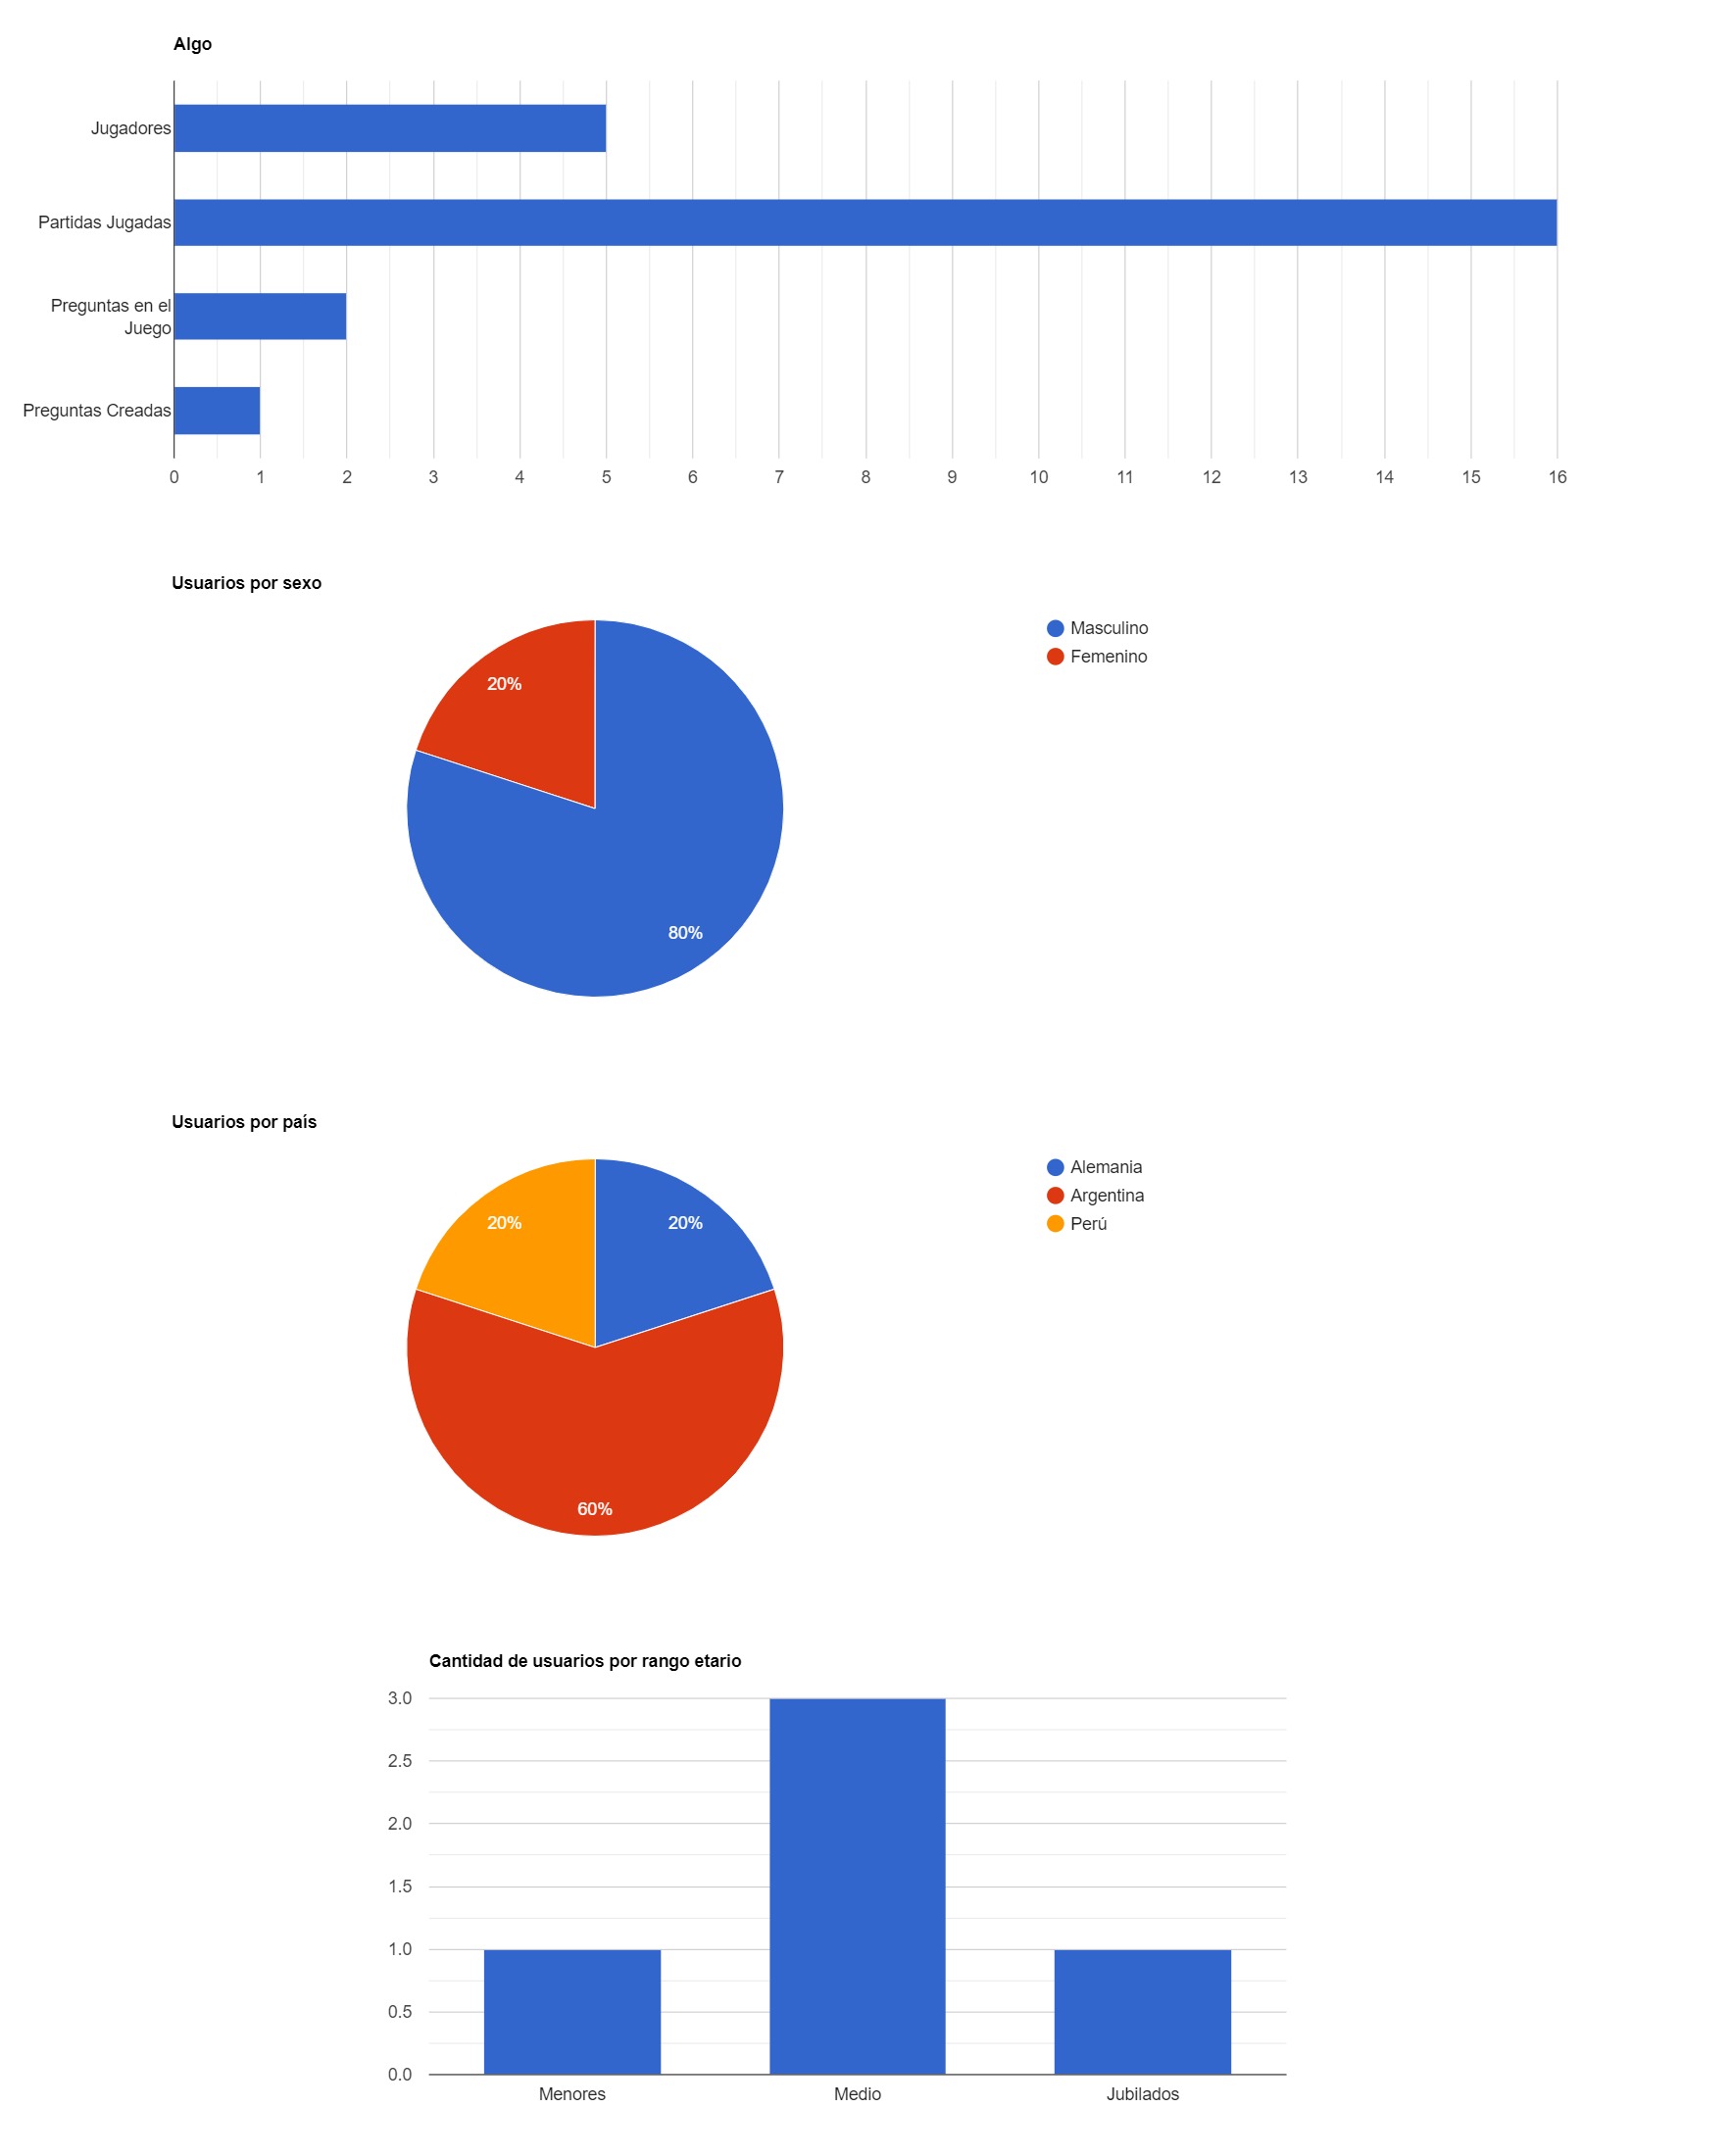 Algo
Jugadores
Partidas Jugadas
Preguntas en el
Juego
Preguntas Creadas
0 1 2 3 4 5 6 7 8 9 10 11 12 13 14 15 16
Usuarios por sexo
Masculino
Femenino
20%
80%
Usuarios por país
Alemania
Argentina
Perú
20% 20%
60%
Cantidad de usuarios por rango etario
3.0
2.5
2.0
1.5
1.0
0.5
0.0
Menores Medio Jubilados